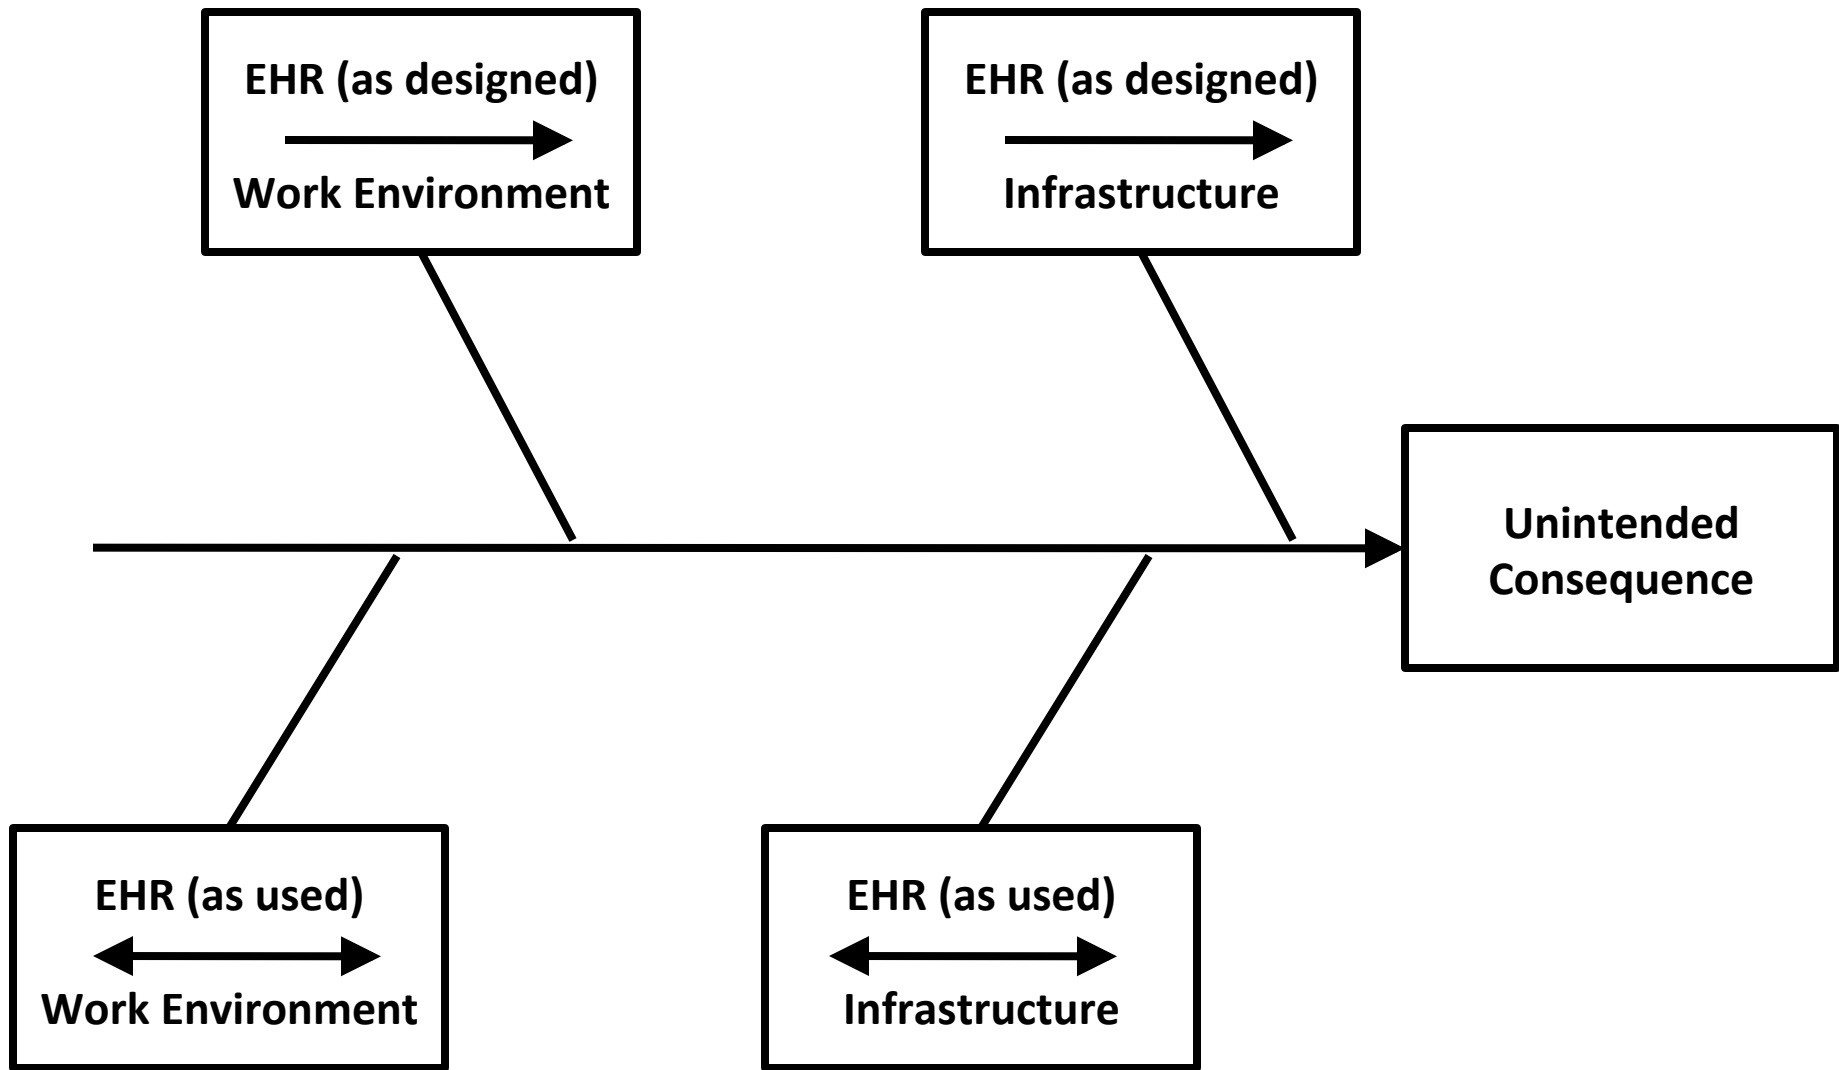 EHR (as designed)
Work Environment
EHR (as designed)
Infrastructure
Unintended
Consequence
EHR (as used)
Work Environment
EHR (as used)
Infrastructure